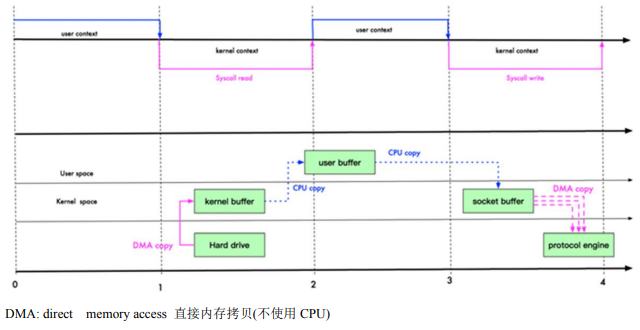 user context
user context
kernel context
kernel context
Syscall read
Syscall write
user buffer
CPU copy
User space
CPU copy
Kernel space
kernel buffer
socket buffer
DMA copy
DMA copy
Hard drive
protocol engine
0
1
2
3
4
DMA: direct memory access 直接内存拷贝(不使用 CPU)